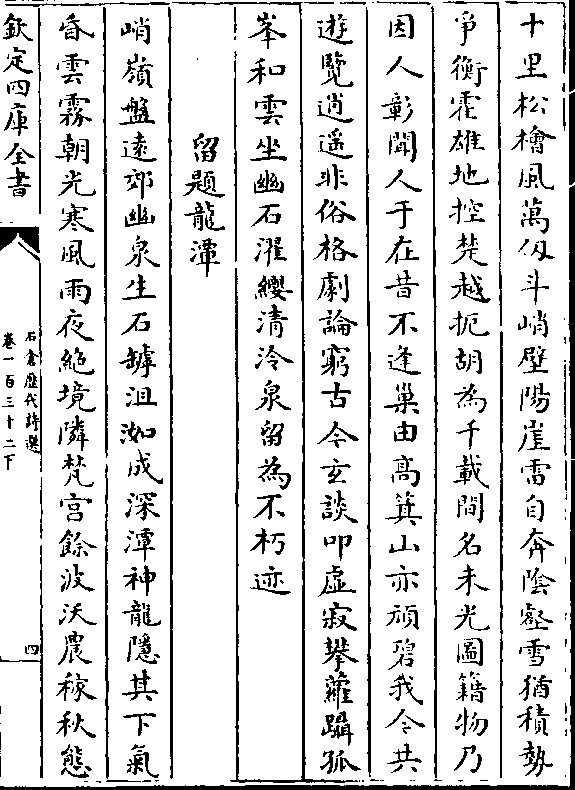 十里松檜風萬仭斗峭壁陽崖雷自奔隂壑雪猶積勢
爭衡霍雄地控楚越扼胡為千載間名未光圖籍物乃
因人彰聞人于在昔不逢巢由高箕山亦頑碧我今共
遊覽逍遥非俗格劇論窮古今玄談叩虛寂攀蘿躡孤
峯和雲坐幽石濯纓清泠泉留為不朽迹
留題龍潭
峭嶺盤遠郊幽泉生石罅沮洳成深潭神龍隱其下氣
昏雲霧朝光寒風雨夜絶境隣梵宫餘波沃農稼秋態
欽定四庫全書
石倉歴代詩選
卷一百三十二下
四